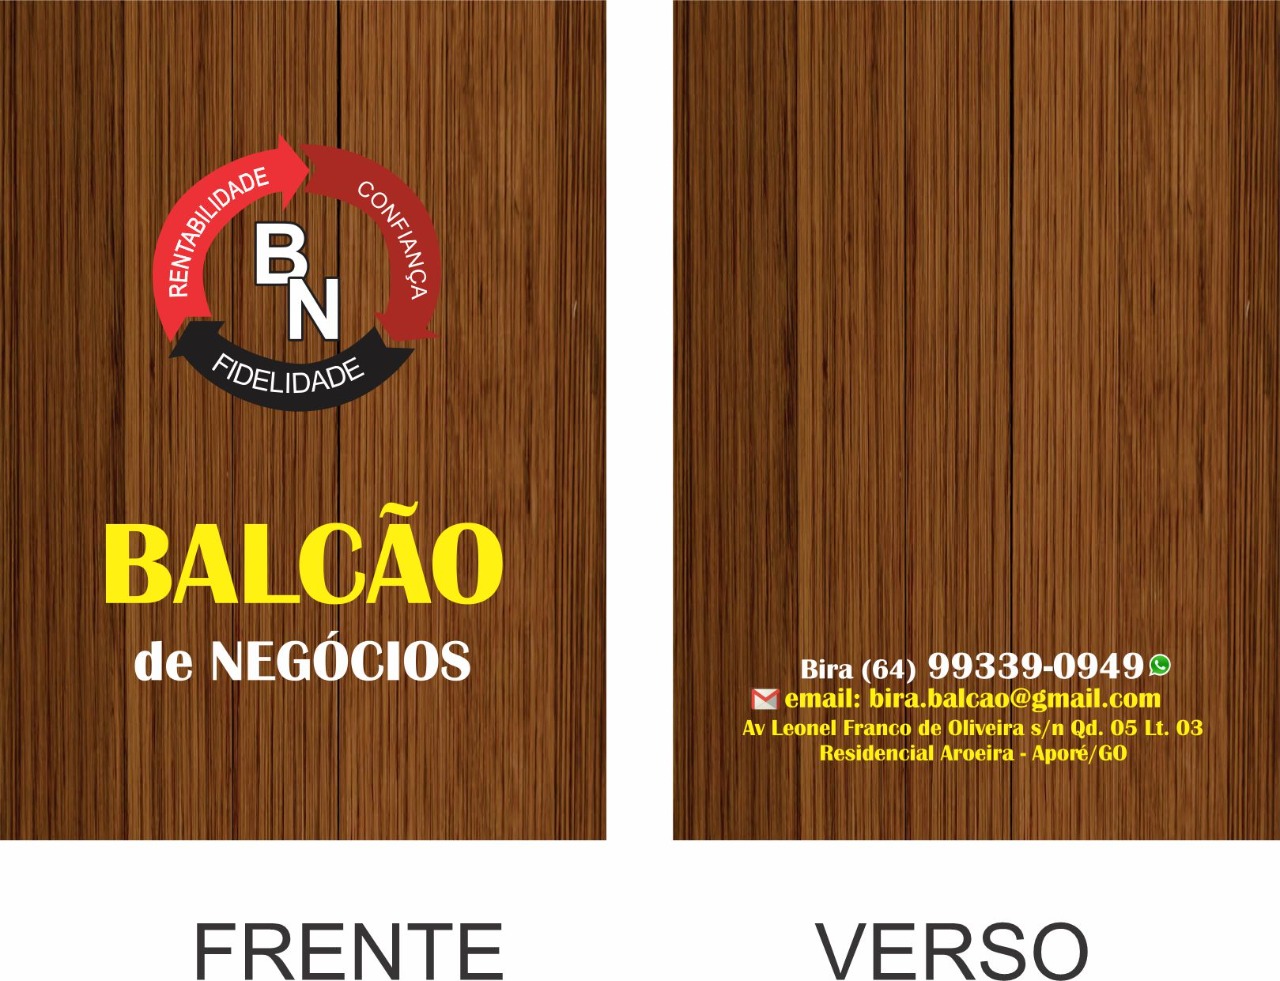 RENTABILIDADE
CONFIANÇA
BN
FIDELIDADE
BALCÃO
de NEGÓCIOS
Bira (64) 99339-0949
email: bira.balcao@gmail.com
Av Leonel Franco de Oliveira s/n Qd. 05 Lt. 03
Residencial Aroeira - Aporé/GO
FRENTE
VERSO